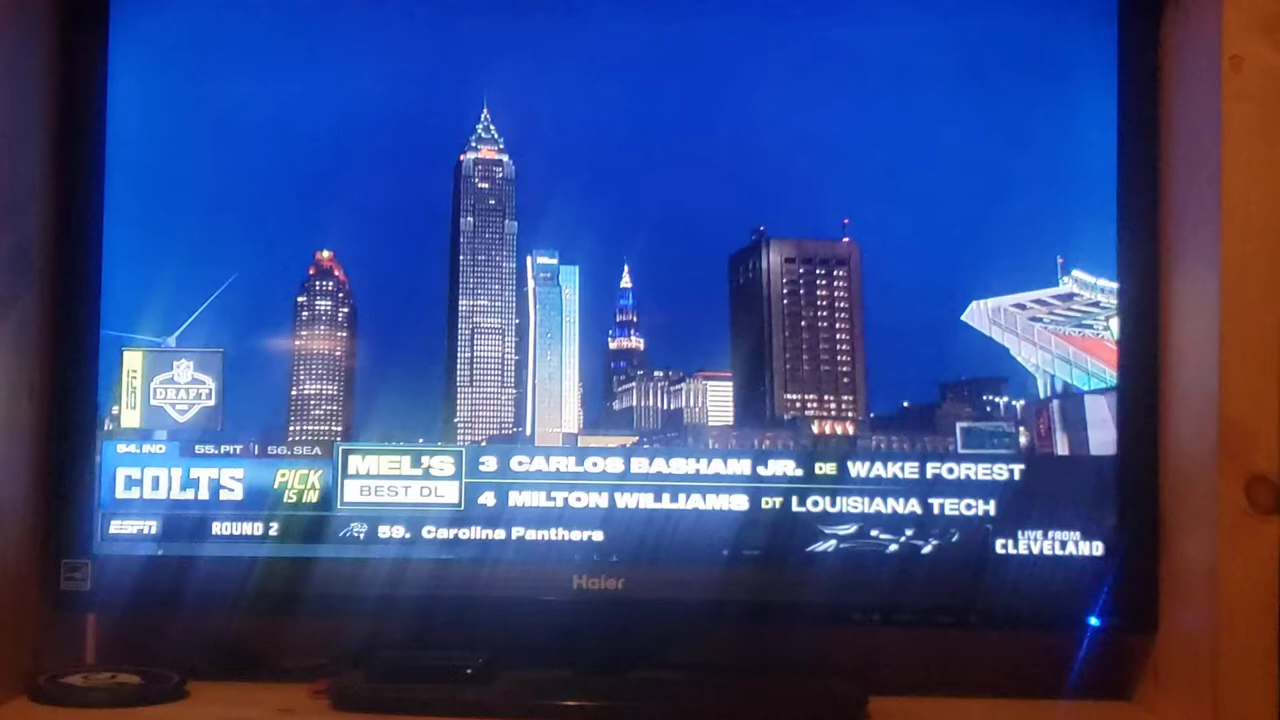 ESPN
NFL
DRAFT
54.IND 55.PIT | 56.SEA
COLTS PICK IS IN
MEL'S
BEST DL
3 CARLOS BASHAM JR. DE WAKE FOREST
4 MILTON WILLIAMS DT LOUISIANA TECH
ESPN ROUND 2 59. Carolina Panthers
LIVE FROM
CLEVELAND
Haier